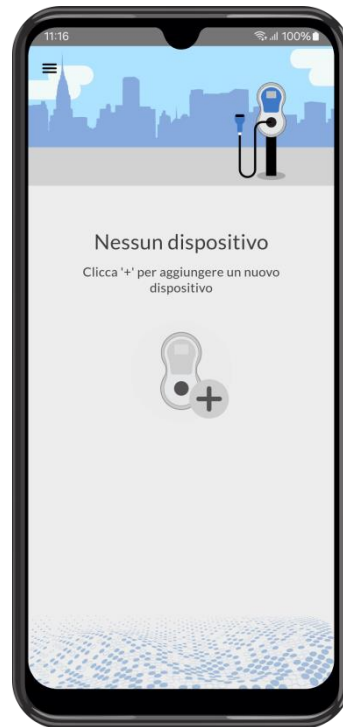 11:16
100%
Nessun dispositivo
Clicca '+' per aggiungere un nuovo
dispositivo